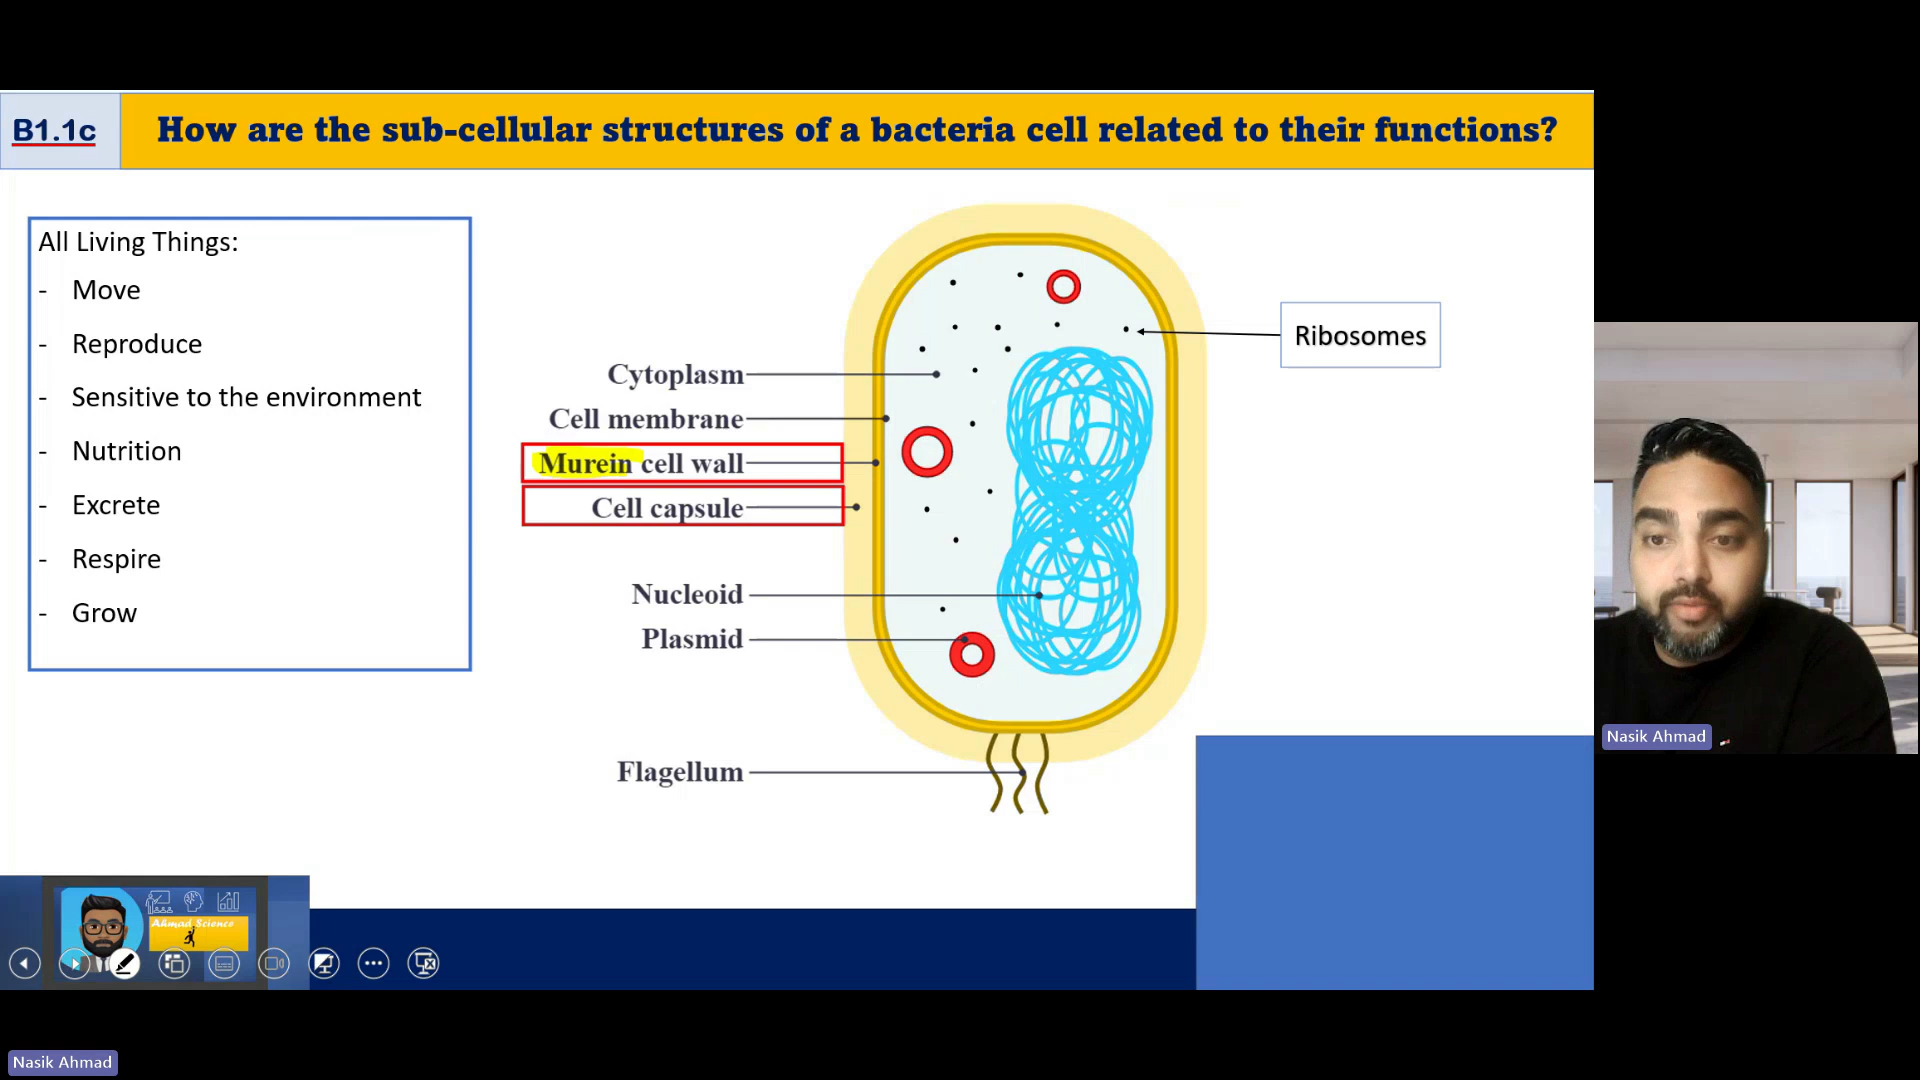 B1.1c
How are the sub-cellular structures of a bacteria cell related to their functions?
All Living Things:
- Move
- Reproduce
- Sensitive to the environment
- Nutrition
- Excrete
- Respire
- Grow
Cytoplasm
Cell membrane
Murein cell wall
Cell capsule
Nucleoid
Plasmid
Flagellum
Ribosomes
Nasik Ahmad
Ahmad Science
Nasik Ahmad